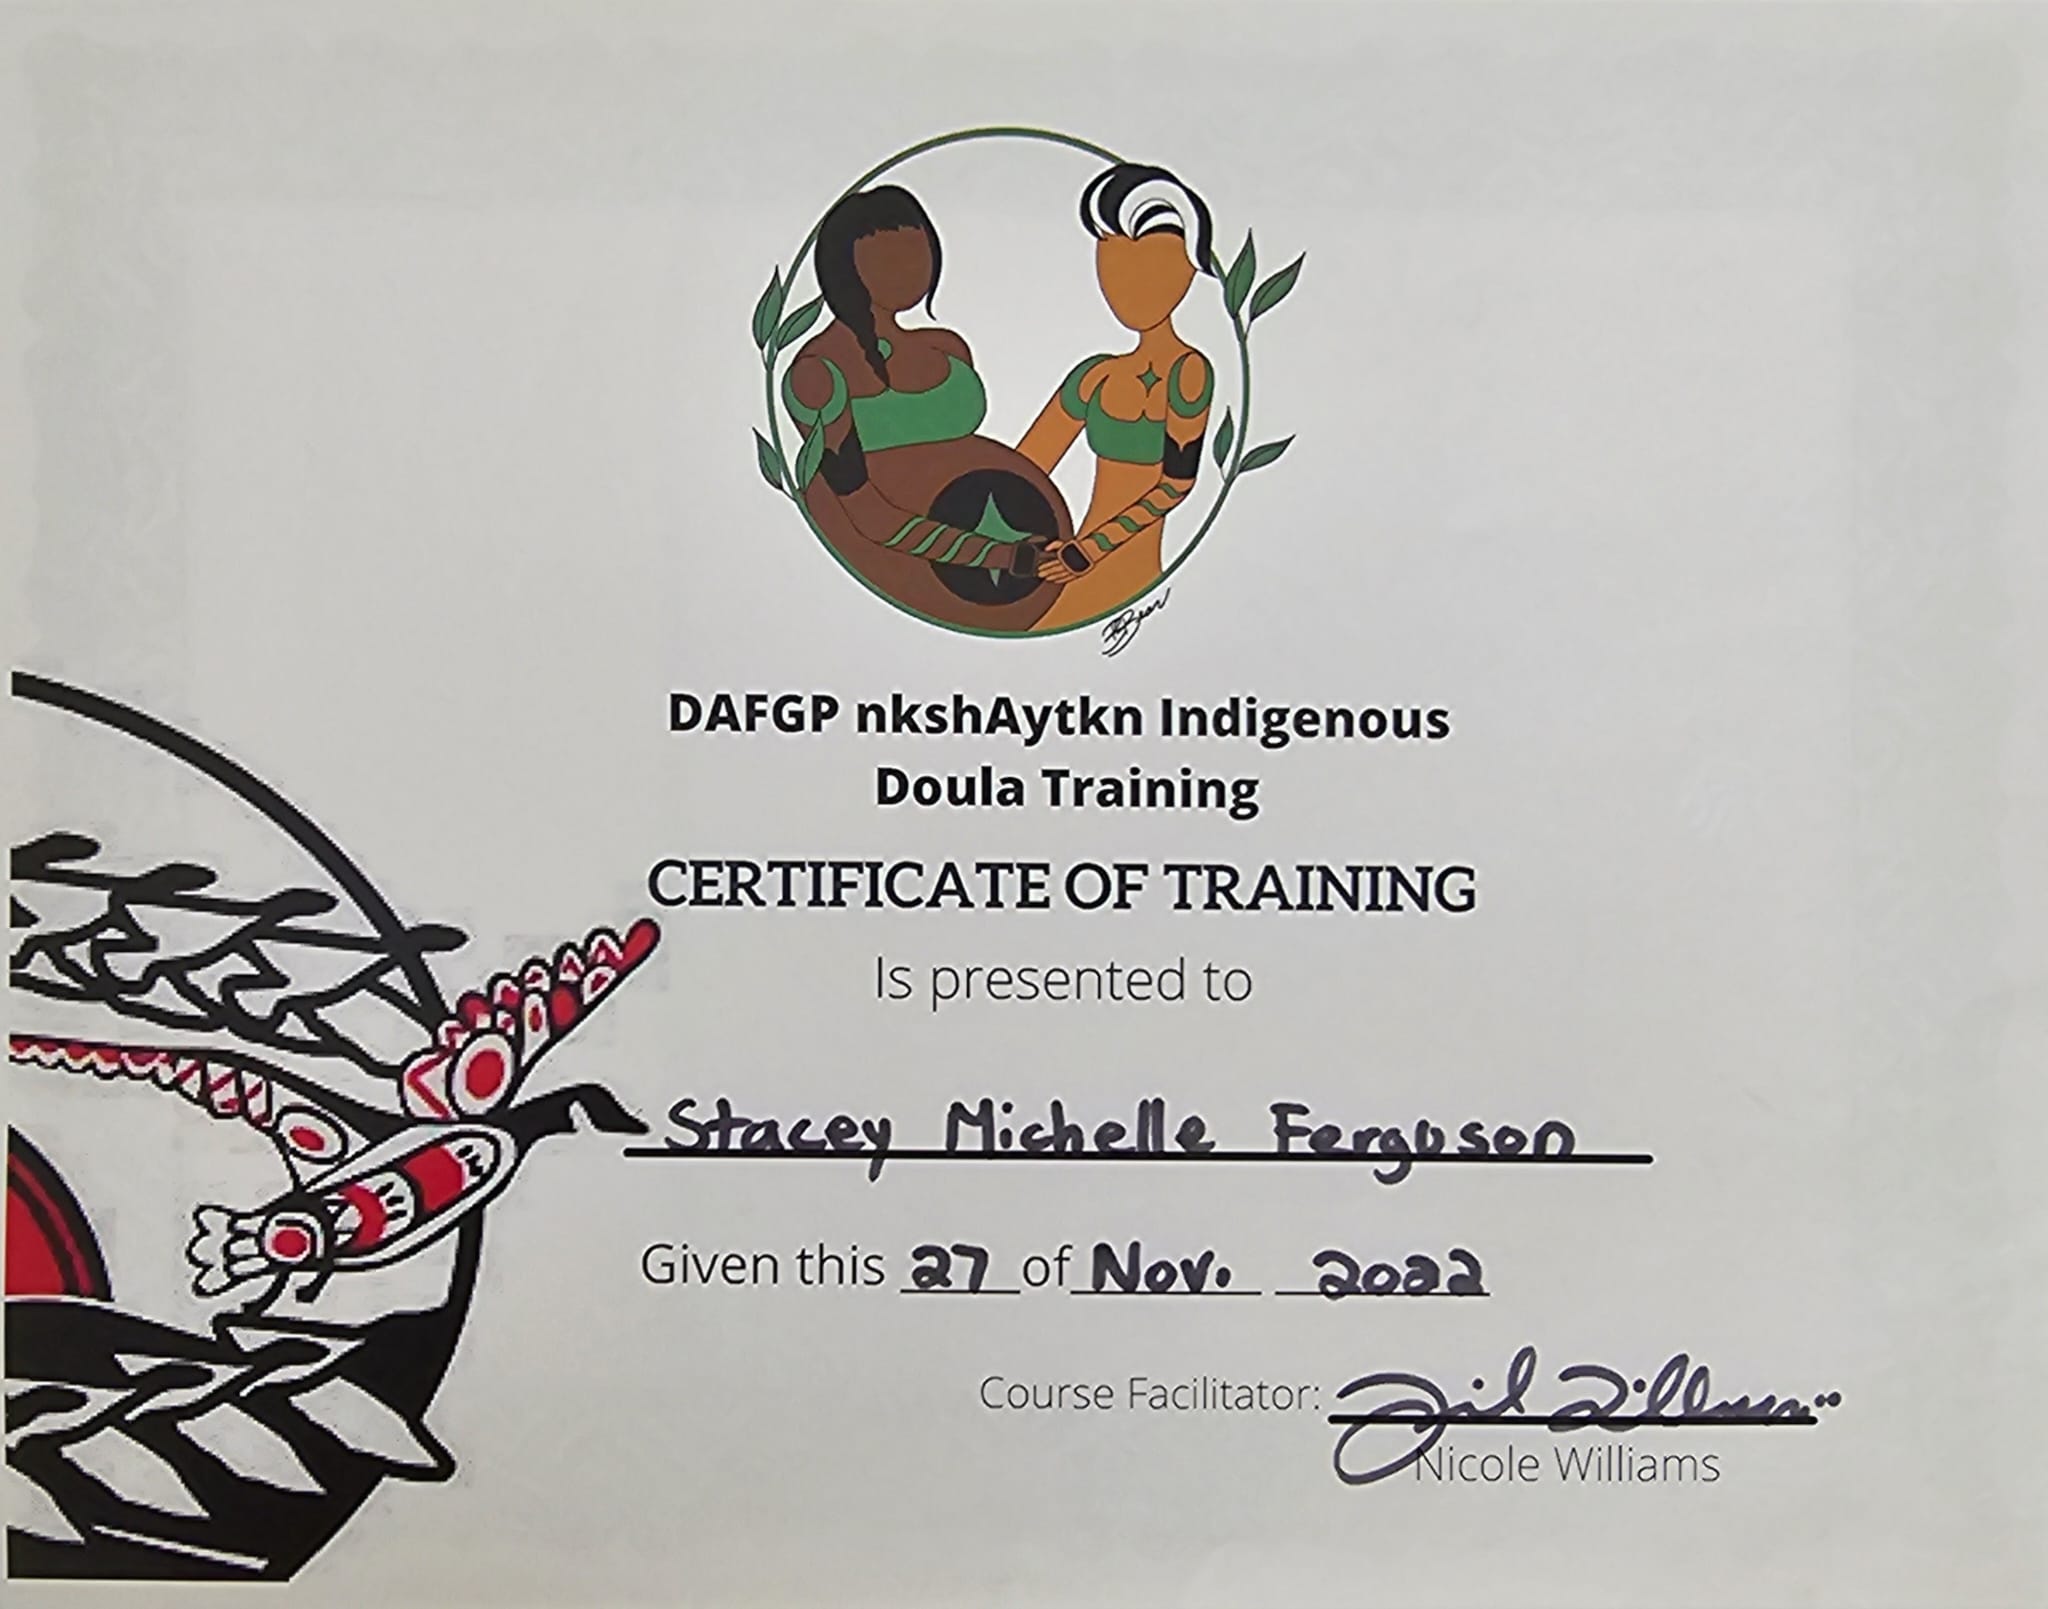 DAFGP nkshAytkn Indigenous
Doula Training
CERTIFICATE OF TRAINING
Is presented to
Stacey Michelle Ferguson
Given this 27 of Nov. 2022
Course Facilitator:
Nicole Williams